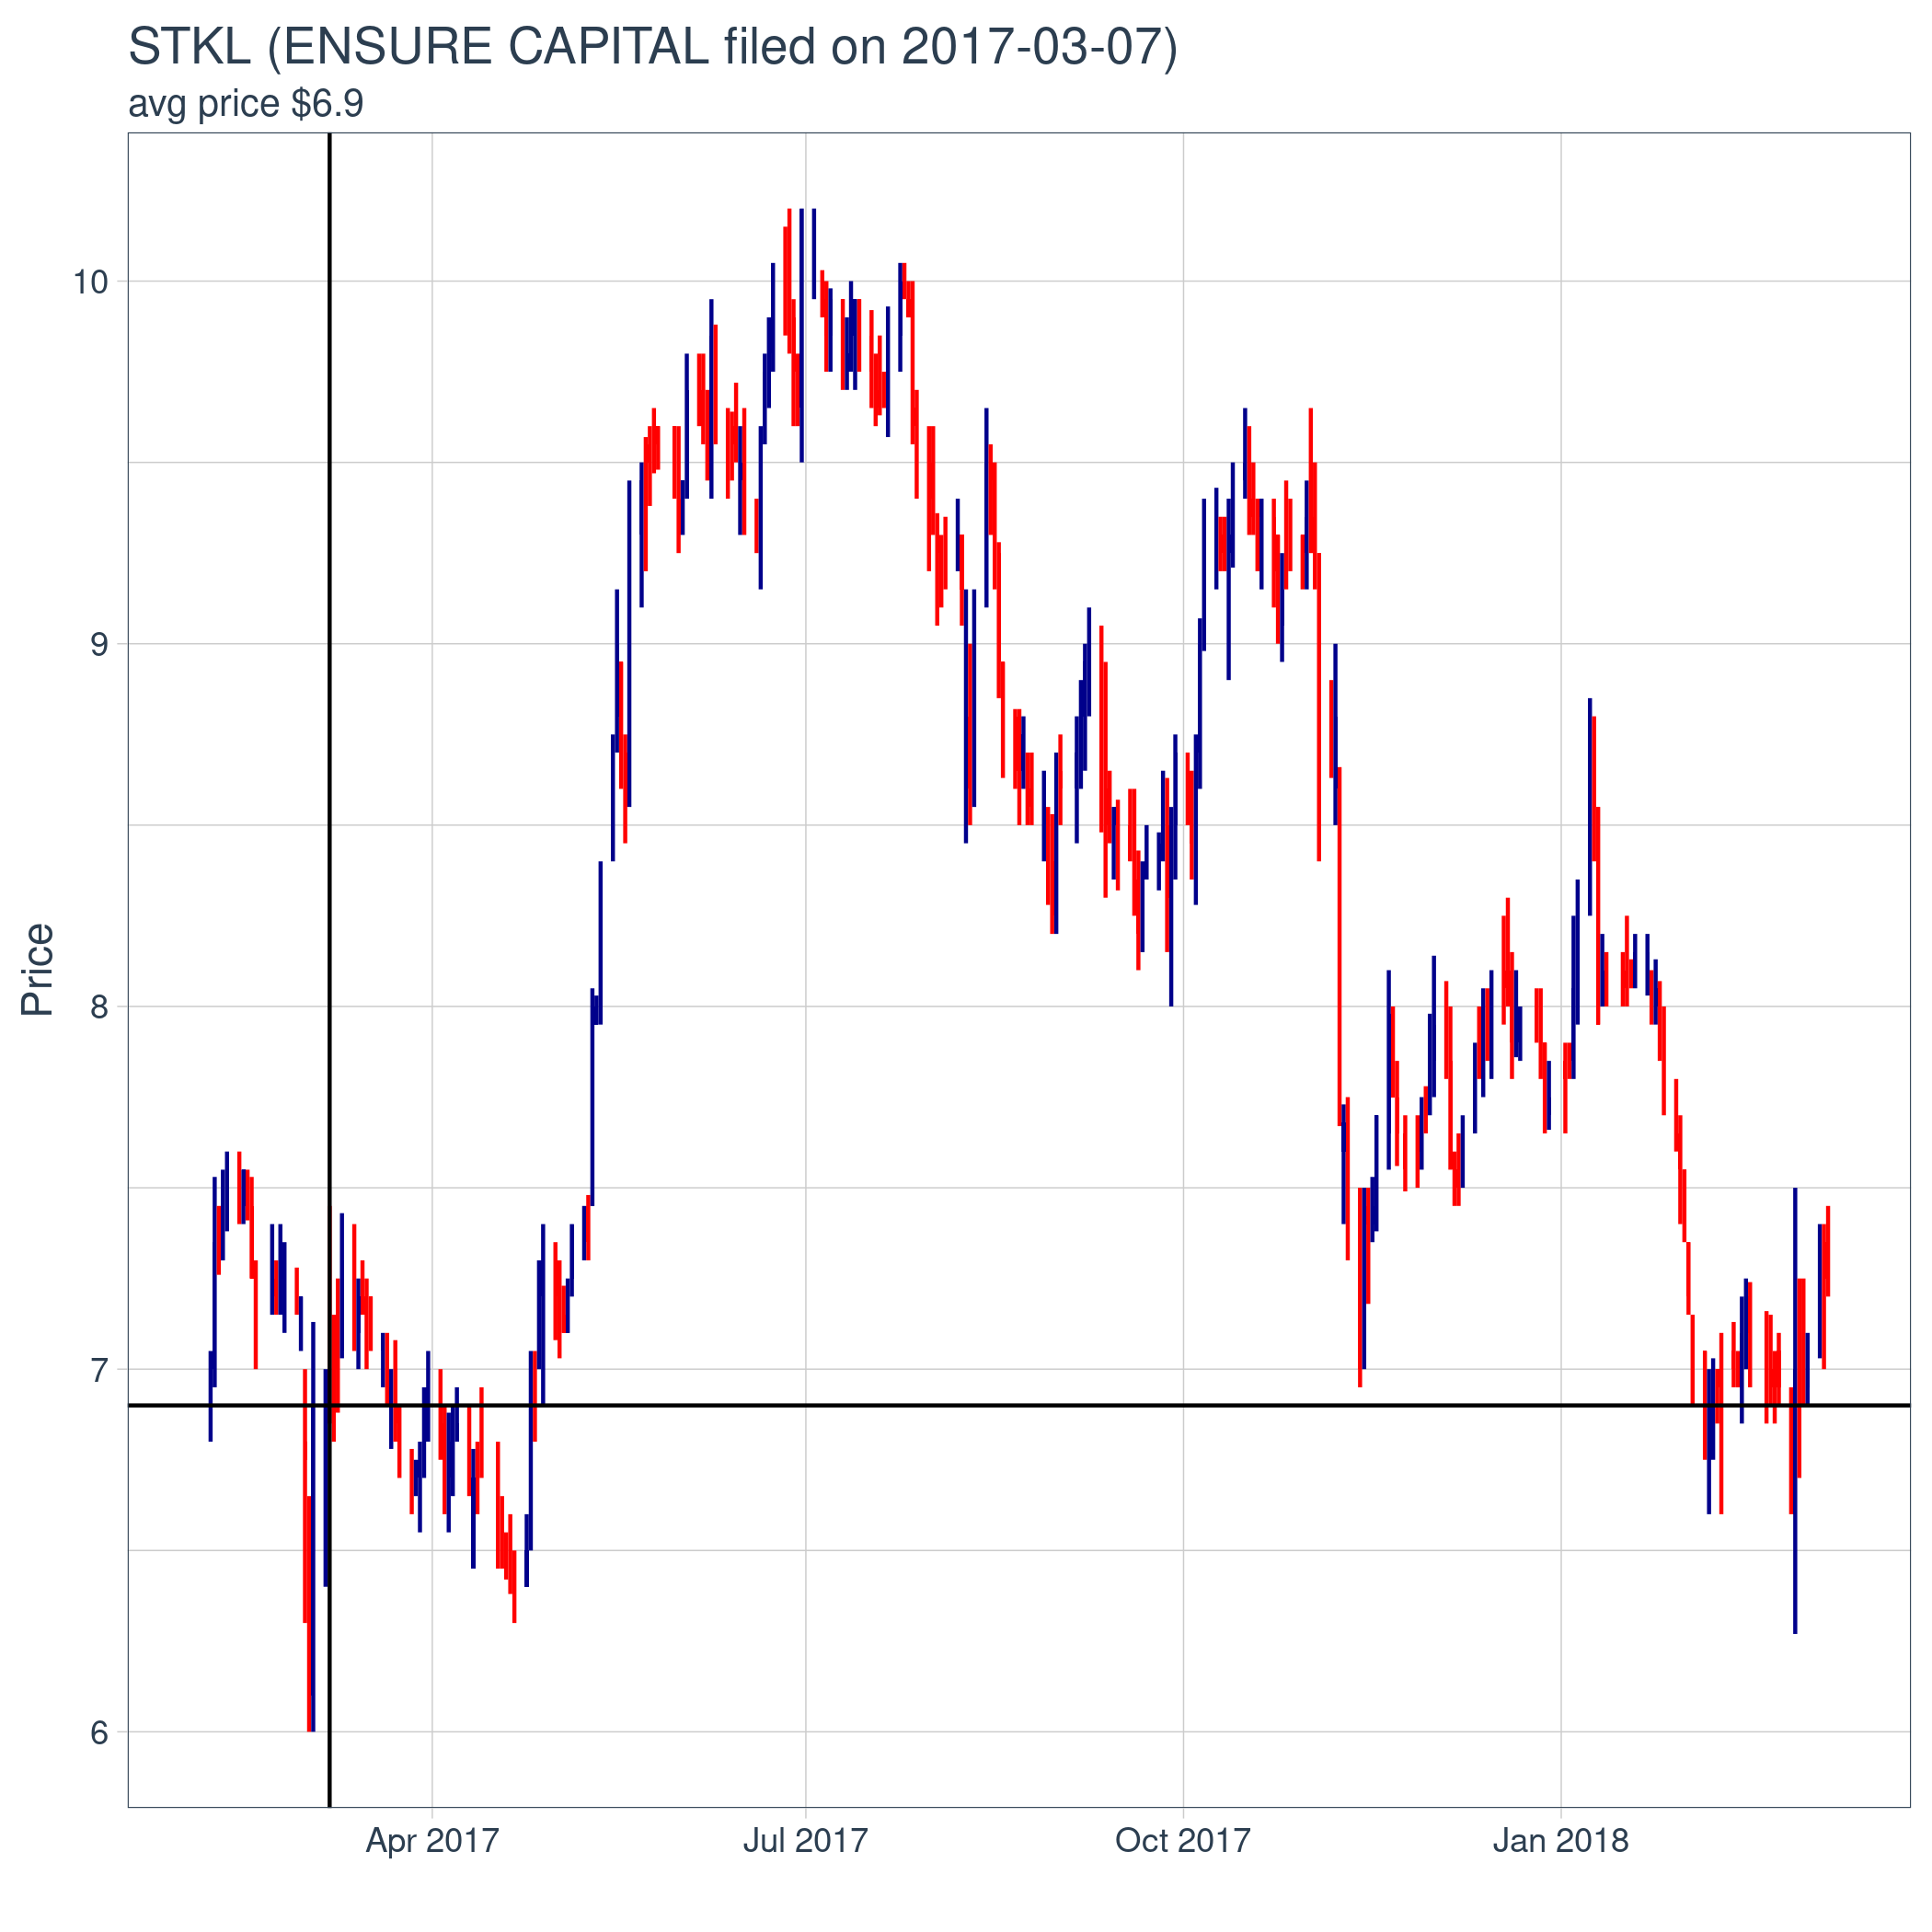 STKL (ENSURE CAPITAL filed on 2017-03-07)
avg price $6.9
10
9
8
7
6
Price
Apr 2017
Jul 2017
Oct 2017
Jan 2018